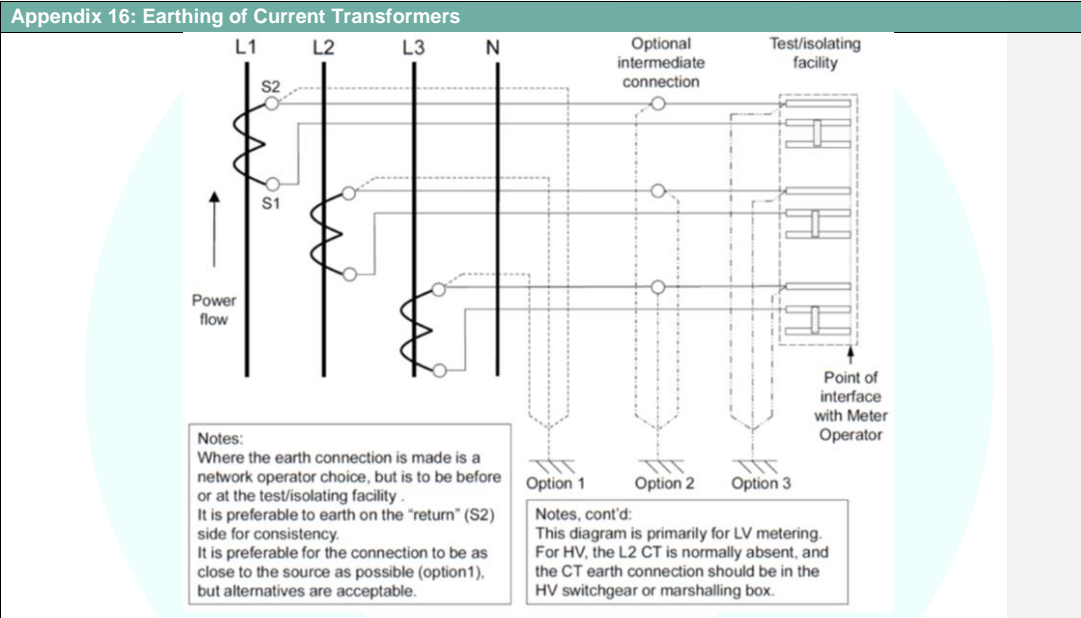 Appendix 16: Earthing of Current Transformers
L1
L2
L3
N
Optional
intermediate
connection
Test/isolating
facility
S2
S1
Power
flow
Point of
interface
with Meter
Operator
Option 1
Option 2
Option 3
Notes:
Where the earth connection is made is a
network operator choice, but is to be before
or at the test/isolating facility .
It is preferable to earth on the “return” (S2)
side for consistency.
It is preferable for the connection to be as
close to the source as possible (option1),
but alternatives are acceptable.
Notes, cont’d:
This diagram is primarily for LV metering.
For HV, the L2 CT is normally absent, and
the CT earth connection should be in the
HV switchgear or marshalling box.